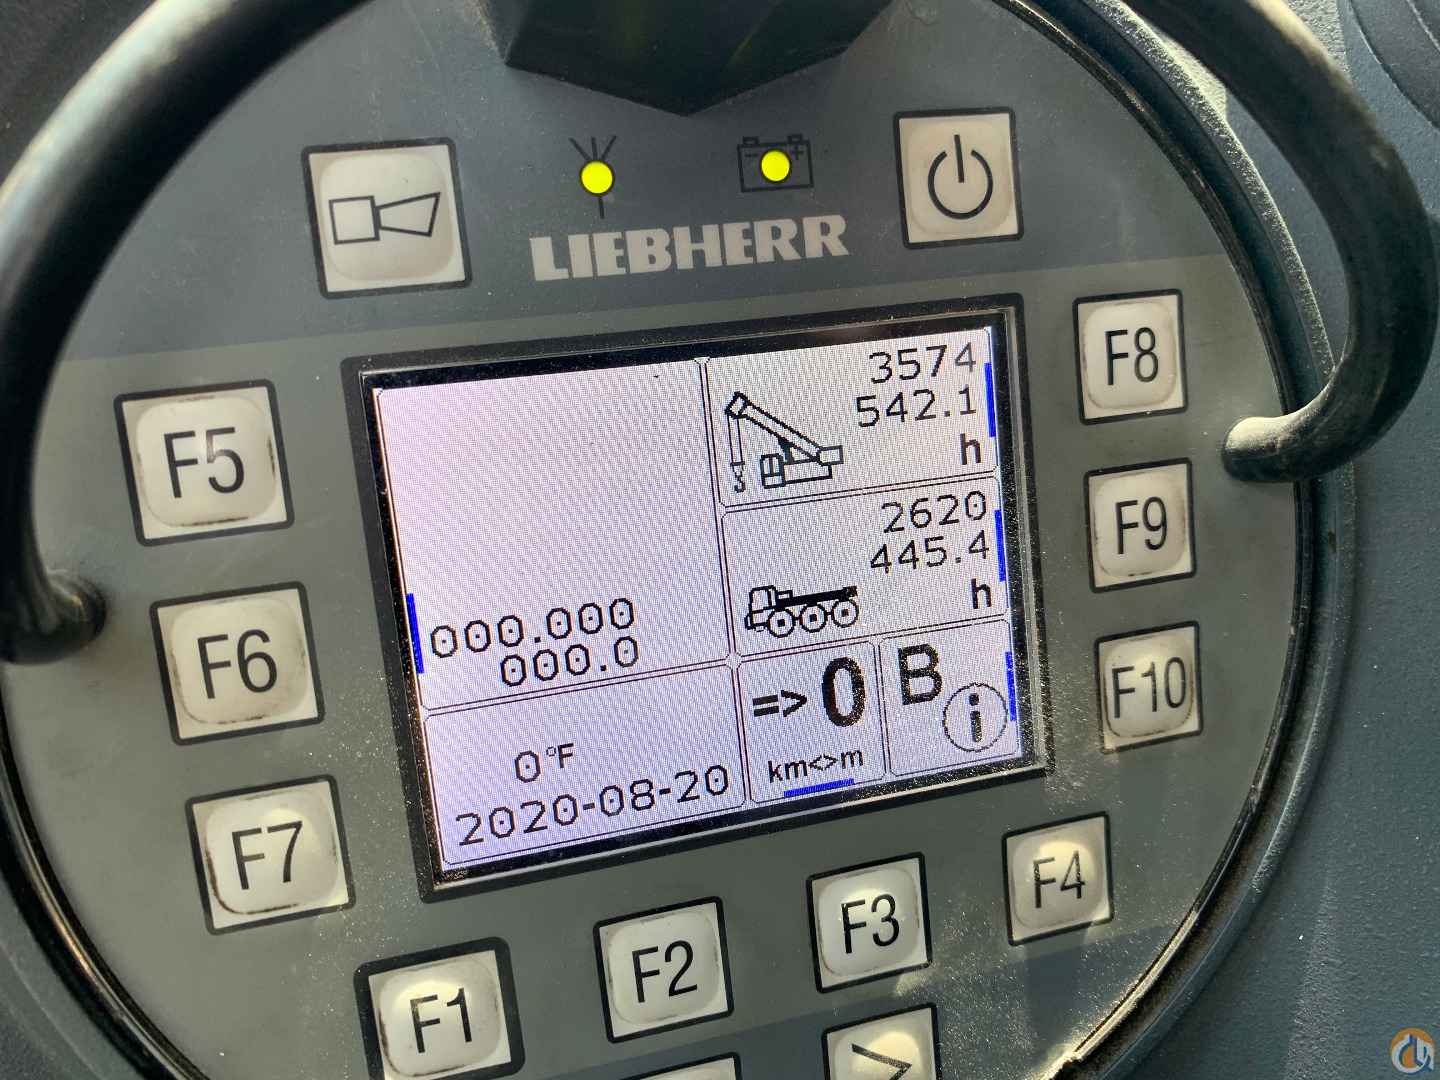 LIEBHERR
3574
542.1
h
2620
445.4
h
000.000
000.0
0°F
2020-08-20
=> 0
km<>m
B
i
F5
F6
F7
F8
F9
F10
F1
F2
F3
F4
>